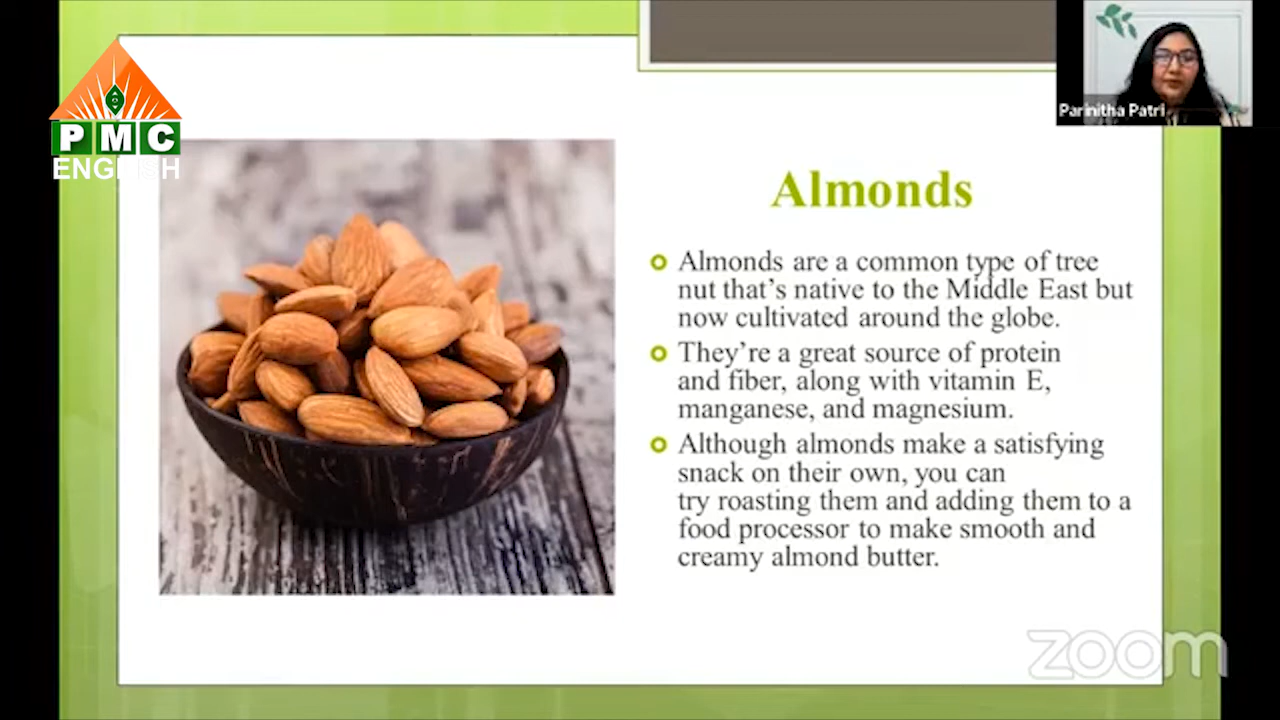 PMC
ENGLISH
Parinitha Patri
Almonds
Almonds are a common type of tree
nut that's native to the Middle East but
now cultivated around the globe.
They're a great source of protein
and fiber, along with vitamin E,
manganese, and magnesium.
Although almonds make a satisfying
snack on their own, you can
try roasting them and adding them to a
food processor to make smooth and
creamy almond butter.
zoom